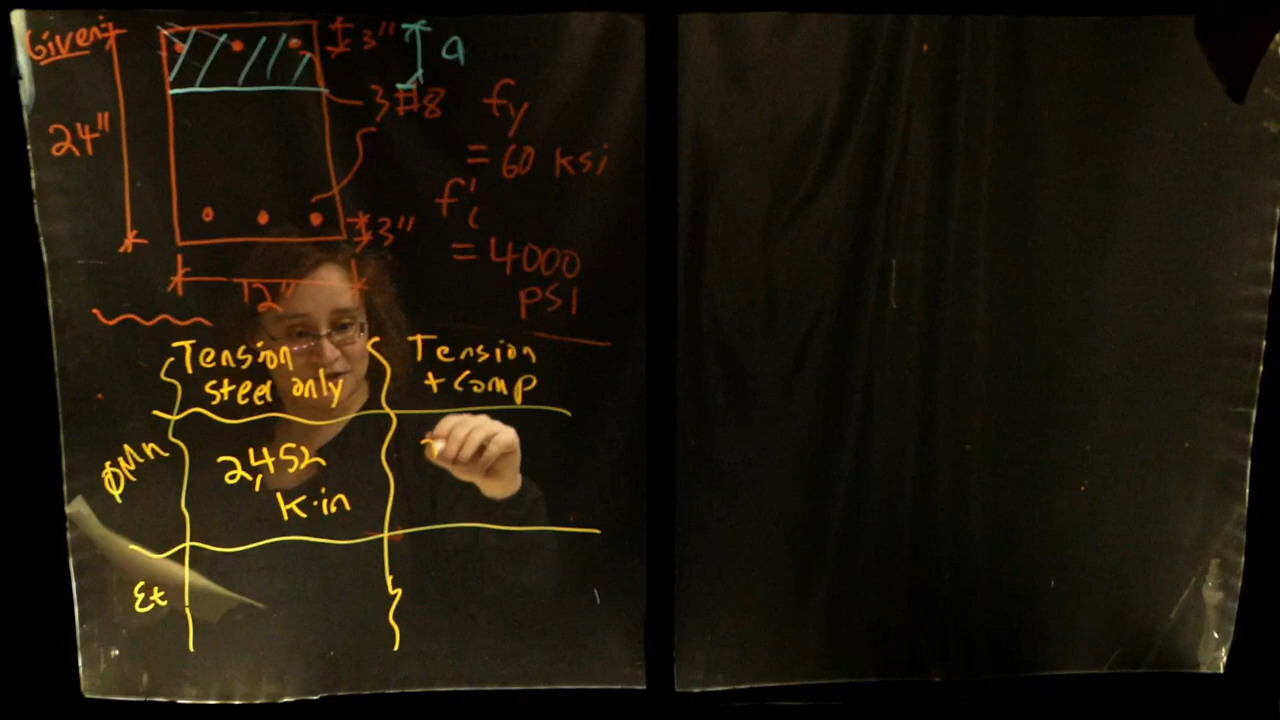 Given:
3"
a
3#8
24"
fy
= 60 ksi
f'c
= 4000
psi
3"
12"
Tension
steel only
Tension
+ comp
ϕMn
2,452
k·in
εt